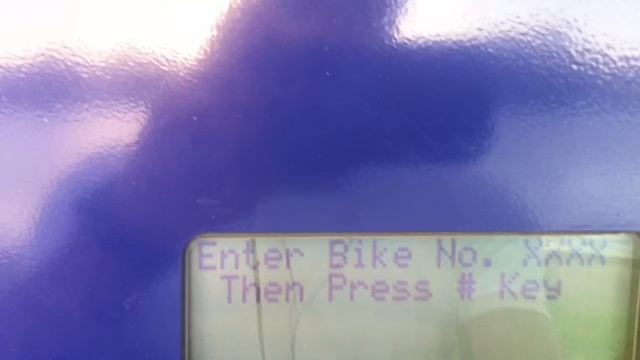 Enter Bike No. XXXX
Then Press # Key